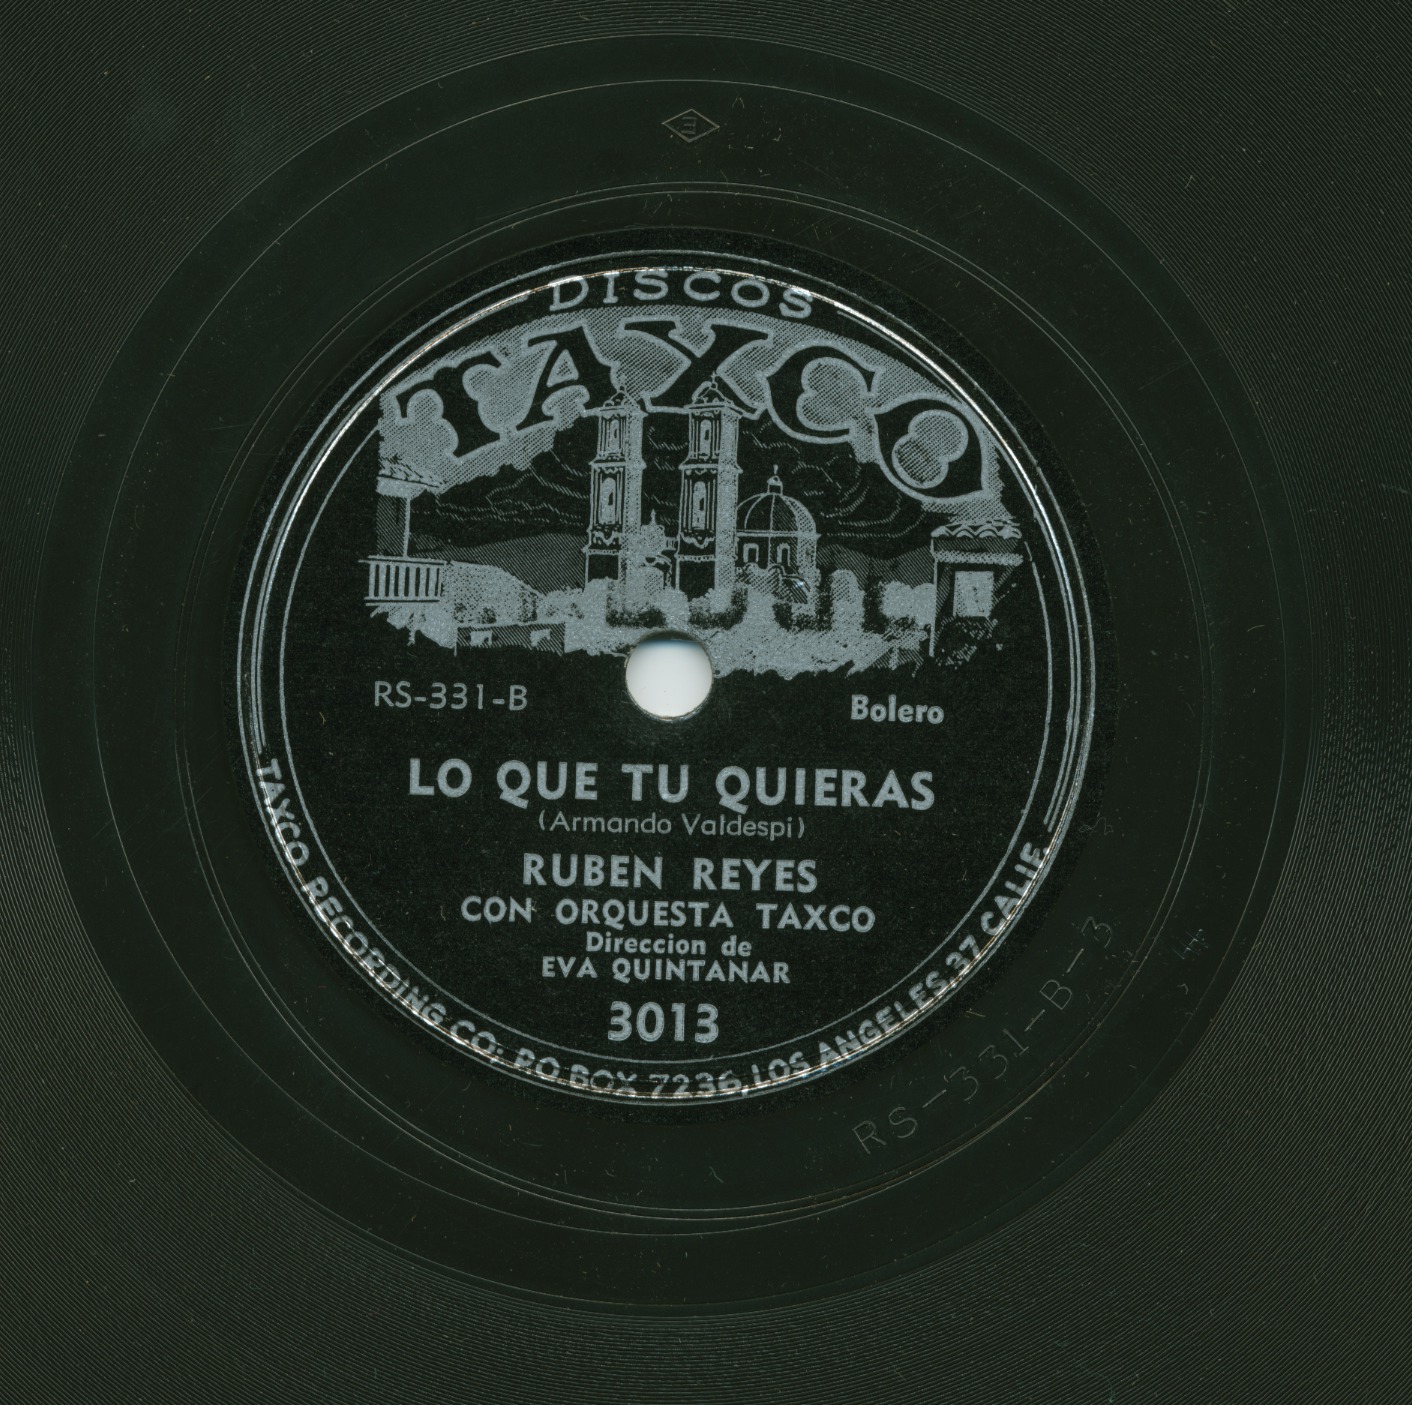 DISCOS
TAXCO
RS-331-B
Bolero
LO QUE TU QUIERAS
(Armando Valdespi)
RUBEN REYES
CON ORQUESTA TAXCO
Direccion de
EVA QUINTANAR
3013
TAXCO RECORDING CO; P.O. BOX 7236, LOS ANGELES, 37 CALIF.
RS-331-B-3